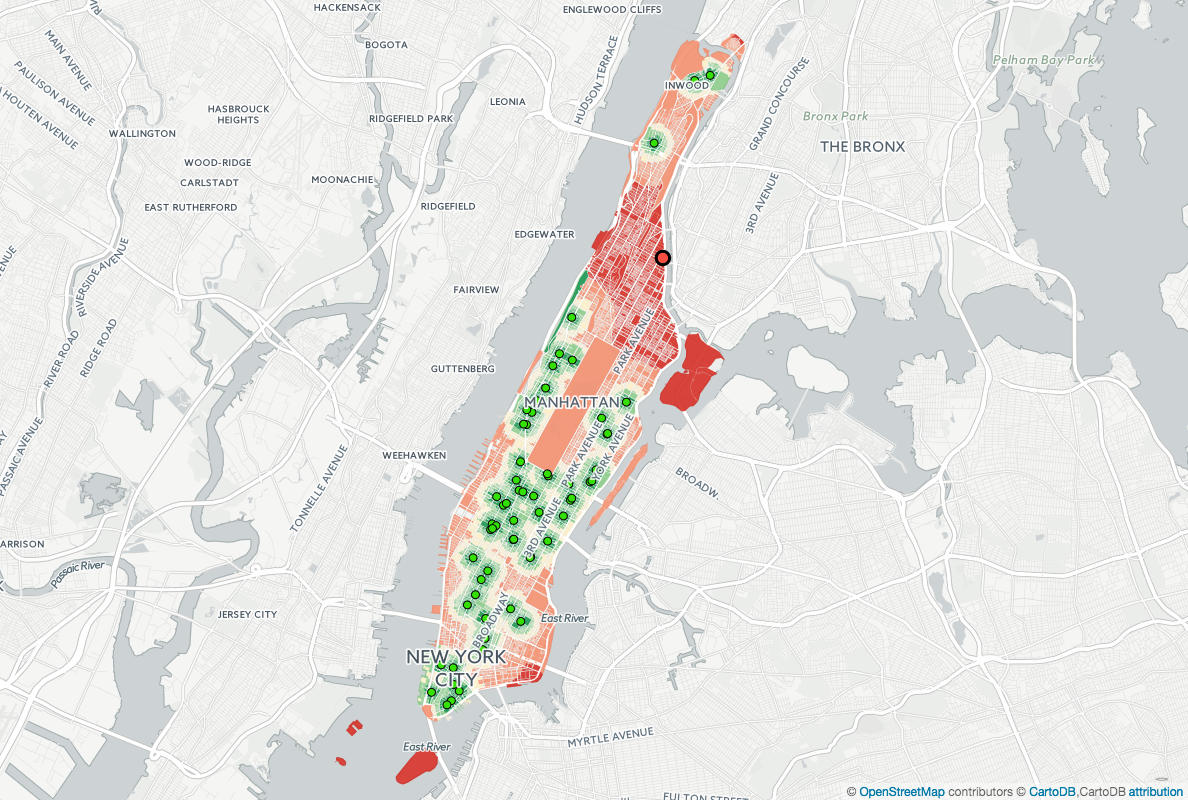 HACKENSACK
ENGLEWOOD CLIFFS
MAIN AVENUE
BOGOTA
HUDSON TERRACE
Pelham Bay Park
PAULISON AVENUE
INWOOD
GRAND CONCOURSE
HOUTEN AVENUE
LEONIA
HASBROUCK
HEIGHTS
RIDGEFIELD PARK
Bronx Park
WALLINGTON
THE BRONX
WOOD-RIDGE
CARLSTADT
MOONACHIE
3RD AVENUE
EAST RUTHERFORD
RIDGEFIELD
EDGEWATER
RIVERSIDE AVENUE
FAIRVIEW
RIVER ROAD
RIDGE ROAD
PARK AVENUE
GUTTENBERG
MANHATTAN
PASSAIC AVENUE
WEEHAWKEN
PARK AVENUE
YORK AVENUE
BROADW.
TONNELLE AVENUE
3RD AVENUE
ARRISON
Passaic River
JERSEY CITY
BROADWAY
East River
NEW YORK
CITY
MYRTLE AVENUE
East River
FULTON STREET
© OpenStreetMap contributors © CartoDB,CartoDB attribution